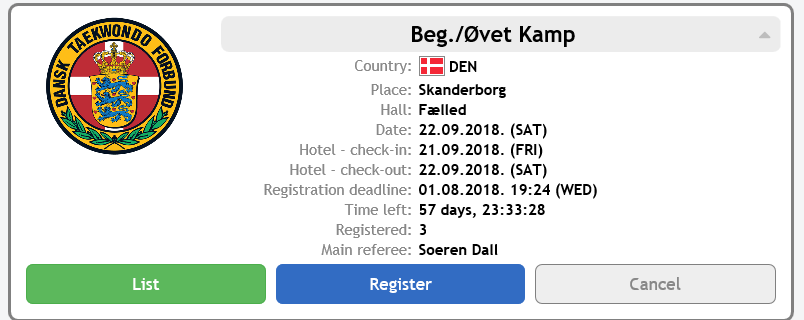 DANSK TAEKWONDO FORBUND
Beg./Øvet Kamp
Country: DEN
Place: Skanderborg
Hall: Fælled
Date: 22.09.2018. (SAT)
Hotel - check-in: 21.09.2018. (FRI)
Hotel - check-out: 22.09.2018. (SAT)
Registration deadline: 01.08.2018. 19:24 (WED)
Time left: 57 days, 23:33:28
Registered: 3
Main referee: Soeren Dall
List Register Cancel